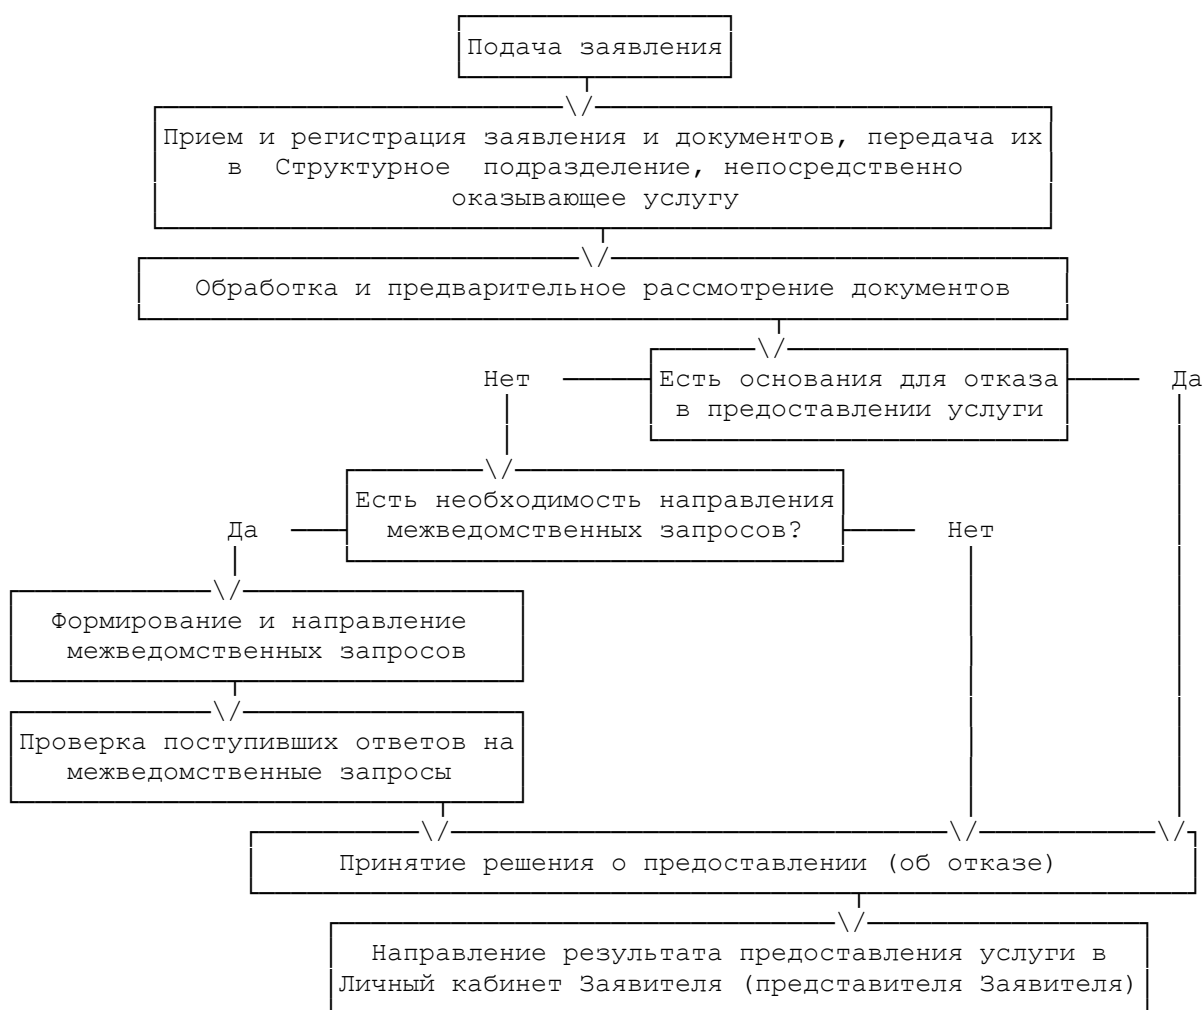 Подача заявления
Прием и регистрация заявления и документов, передача их
в Структурное подразделение, непосредственно
оказывающее услугу
Обработка и предварительное рассмотрение документов
Нет
Есть основания для отказа
в предоставлении услуги
Да
Есть необходимость направления
межведомственных запросов?
Да
Нет
Формирование и направление
межведомственных запросов
Проверка поступивших ответов на
межведомственные запросы
Принятие решения о предоставлении (об отказе)
Направление результата предоставления услуги в
Личный кабинет Заявителя (представителя Заявителя)